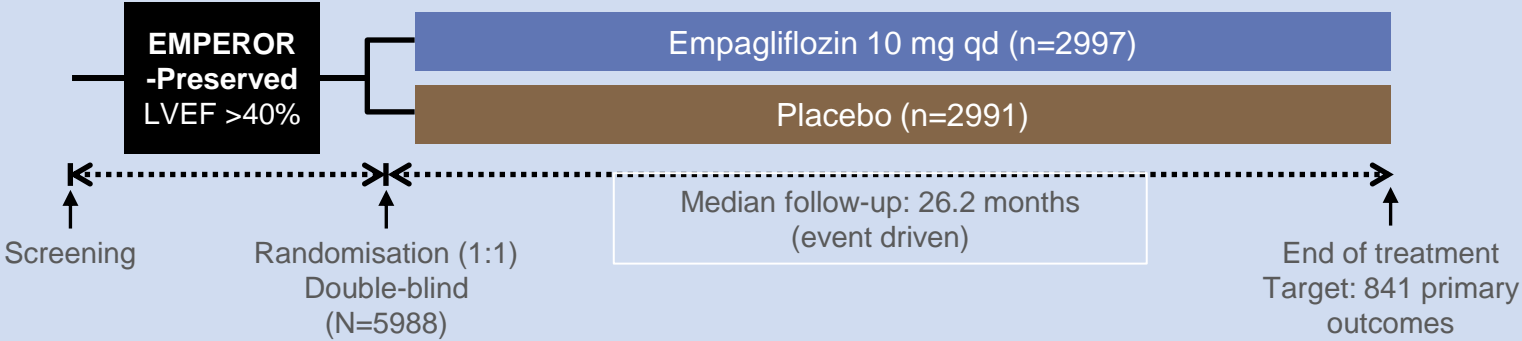 EMPEROR
-Preserved
LVEF >40%
Empagliflozin 10 mg qd (n=2997)
Placebo (n=2991)
Screening
Randomisation (1:1)
Double-blind
(N=5988)
Median follow-up: 26.2 months
(event driven)
End of treatment
Target: 841 primary
outcomes